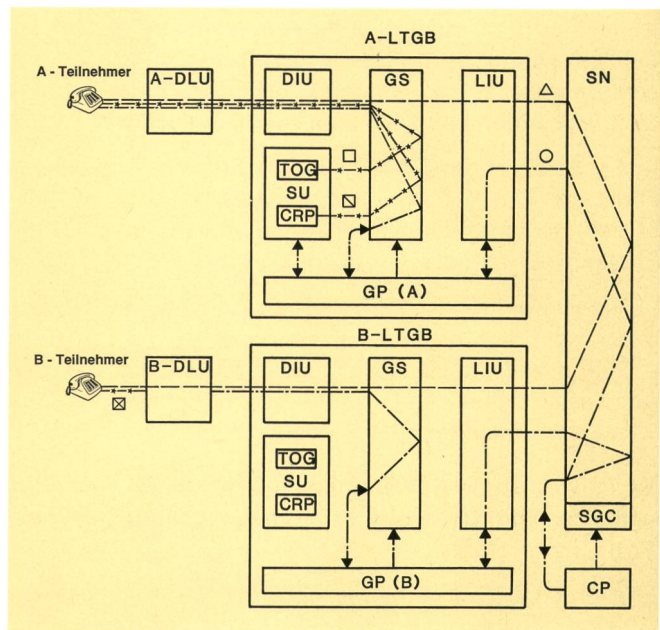 A-LTGB
A - Teilnehmer
A-DLU
DIU
GS
LIU
SN
TOG
SU
CRP
GP (A)
B-LTGB
B - Teilnehmer
B-DLU
DIU
GS
LIU
TOG
SU
CRP
SGC
GP (B)
CP